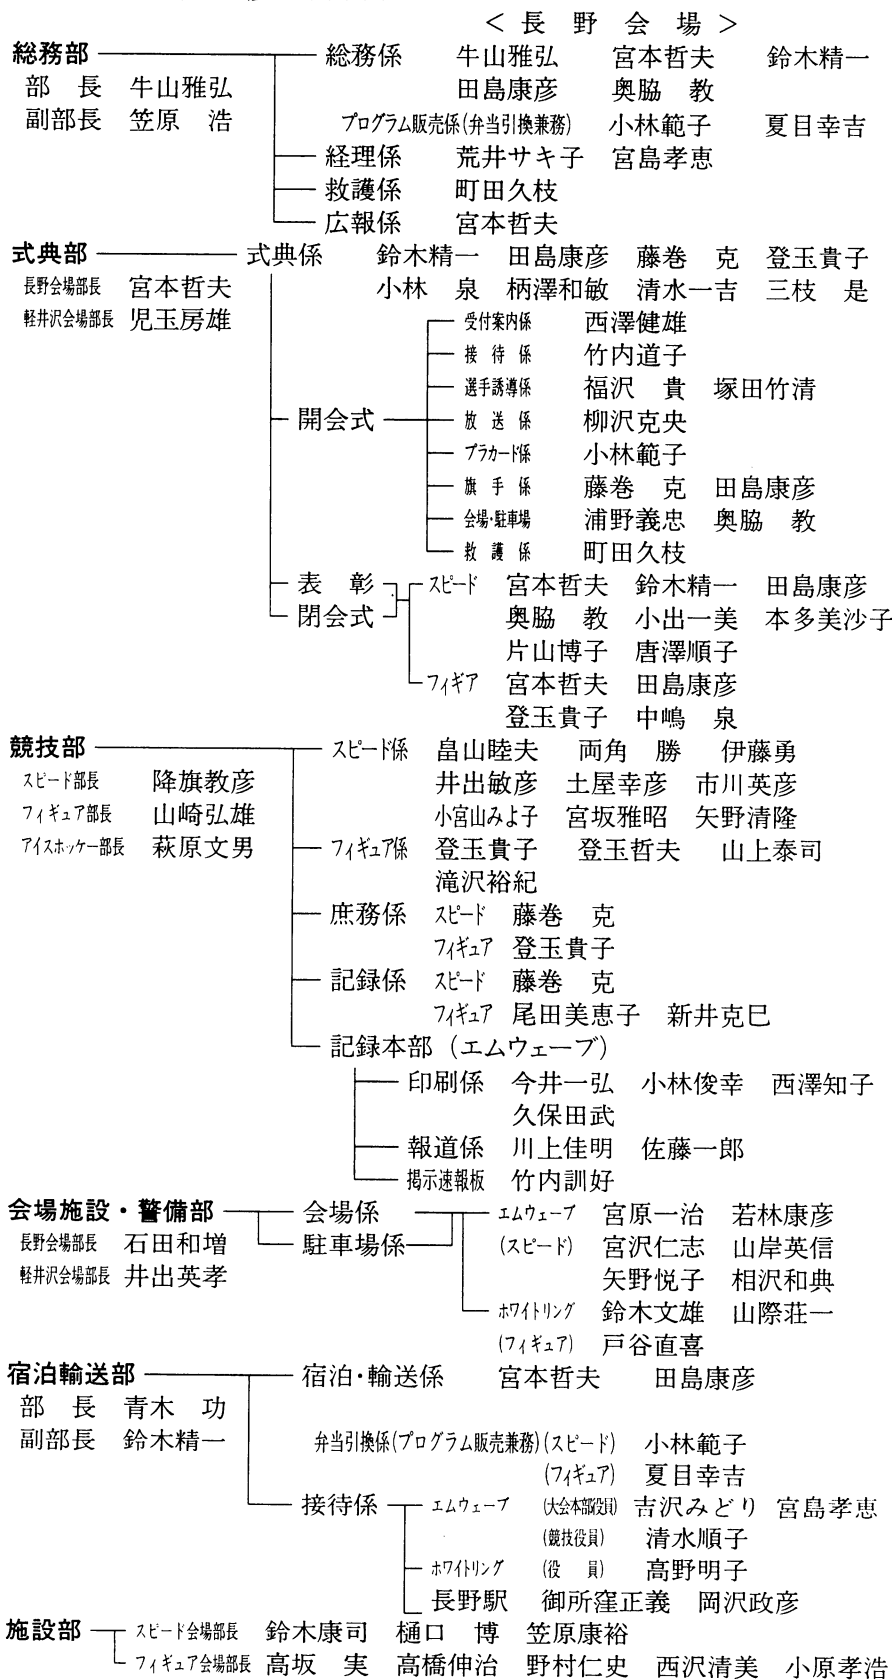 ＜長野会場＞
総務部 総務係 牛山雅弘 宮本哲夫 鈴木精一
部　長 牛山雅弘 田島康彦 奥脇　教
副部長 笠原　浩 プログラム販売係(弁当引換兼務) 小林範子 夏目幸吉
経理係 荒井サキ子 宮島孝恵
救護係 町田久枝
広報係 宮本哲夫
式典部 式典係 鈴木精一 田島康彦 藤巻　克 登玉貴子
長野会場部長 宮本哲夫 小林　泉 柄澤和敏 清水一吉 三枝　是
軽井沢会場部長 児玉房雄 受付案内係 西澤健雄
接待係 竹内道子
選手誘導係 福沢　貴 塚田竹清
開会式 放送係 柳沢克央
プラカード係 小林範子
旗手係 藤巻　克 田島康彦
会場・駐車場 浦野義忠 奥脇　教
救護係 町田久枝
表　彰 スピード 宮本哲夫 鈴木精一 田島康彦
閉会式 奥脇　教 小出一美 本多美沙子
片山博子 唐澤順子
フィギア 宮本哲夫 田島康彦
登玉貴子 中嶋　泉
競技部 スピード係 畠山睦夫 両角　勝 伊藤勇
スピード部長 降旗教彦 井出敏彦 土屋幸彦 市川英彦
フィギュア部長 山崎弘雄 小宮山みよ子 宮坂雅昭 矢野清隆
アイスホッケー部長 萩原文男 フィギュア係 登玉貴子 登玉哲夫 山上泰司
滝沢裕紀
庶務係 スピード 藤巻　克
フィギュア 登玉貴子
記録係 スピード 藤巻　克
フィギュア 尾田美恵子 新井克巳
記録本部（エムウェーブ）
印刷係 今井一弘 小林俊幸 西澤知子
久保田武
報道係 川上佳明 佐藤一郎
掲示速報板 竹内訓好
会場施設・警備部 会場係 エムウェーブ 宮原一治 若林康彦
長野会場部長 石田和増 駐車場係 (スピード) 宮沢仁志 山岸英信
軽井沢会場部長 井出英孝 矢野悦子 相沢和典
ホワイトリング 鈴木文雄 山際荘一
(フィギュア) 戸谷直喜
宿泊輸送部 宿泊・輸送係 宮本哲夫 田島康彦
部　長 青木　功
副部長 鈴木精一 弁当引換係(プログラム販売兼務)(スピード) 小林範子
(フィギュア) 夏目幸吉
接待係 エムウェーブ (大会本部役員) 吉沢みどり 宮島孝恵
(競技役員) 清水順子
ホワイトリング (役　員) 高野明子
長野駅 御所窪正義 岡沢政彦
施設部 スピード会場部長 鈴木康司 樋口　博 笠原康裕
フィギュア会場部長 高坂　実 高橋伸治 野村仁史 西沢清美 小原孝浩